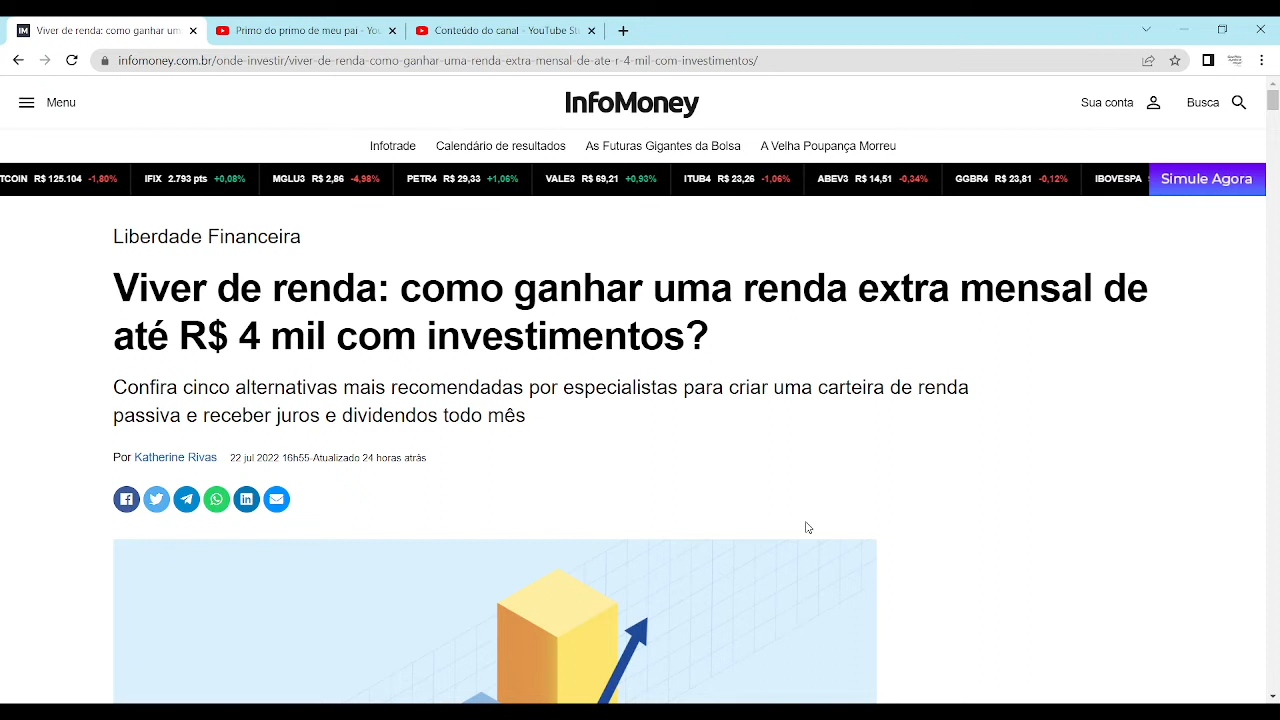 Viver de renda: como ganhar um
Primo do primo de meu pai - You
Conteúdo do canal - YouTube St
infomoney.com.br/onde-investir/viver-de-renda-como-ganhar-uma-renda-extra-mensal-de-ate-r-4-mil-com-investimentos/
Menu
InfoMoney
Sua conta
Busca
Infotrade
Calendário de resultados
As Futuras Gigantes da Bolsa
A Velha Poupança Morreu
TCOIN R$ 125.104 -1,80%
IFIX 2.793 pts +0,08%
MGLU3 R$ 2,86 -4,98%
PETR4 R$ 29,33 +1,06%
VALE3 R$ 69,21 +0,93%
ITUB4 R$ 23,26 -1,06%
ABEV3 R$ 14,51 -0,34%
GGBR4 R$ 23,81 -0,12%
IBOVESPA
Simule Agora
Liberdade Financeira
Viver de renda: como ganhar uma renda extra mensal de
até R$ 4 mil com investimentos?
Confira cinco alternativas mais recomendadas por especialistas para criar uma carteira de renda
passiva e receber juros e dividendos todo mês
Por Katherine Rivas 22 jul 2022 16h55-Atualizado 24 horas atrás